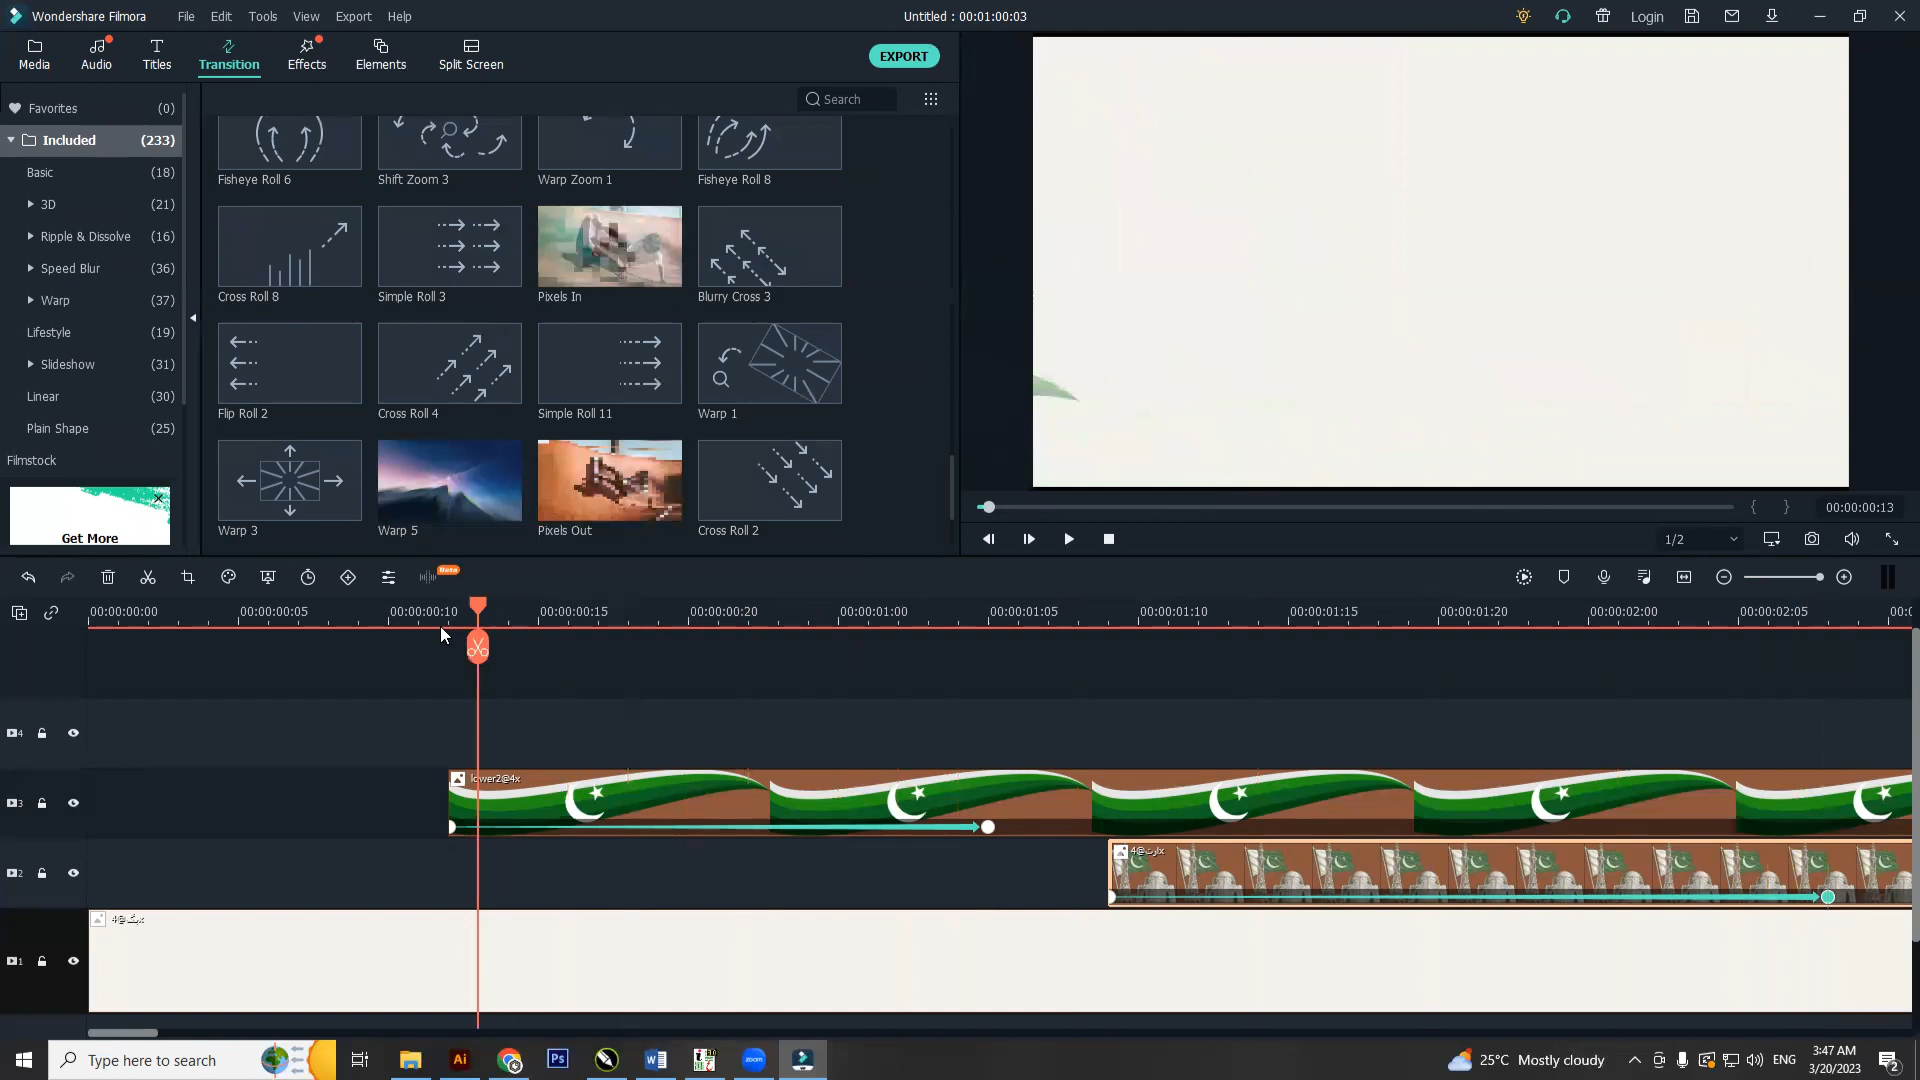 Wondershare Filmora
File
Edit
Tools
View
Export
Help
Untitled : 00:01:00:03
Login
Media
Audio
Titles
Transition
Effects
Elements
Split Screen
EXPORT
Favorites (0)
Included (233)
Basic (18)
3D (21)
Ripple & Dissolve (16)
Speed Blur (36)
Warp (37)
Lifestyle (19)
Slideshow (31)
Linear (30)
Plain Shape (25)
Filmstock
Get More
Search
Fisheye Roll 6
Shift Zoom 3
Warp Zoom 1
Fisheye Roll 8
Cross Roll 8
Simple Roll 3
Pixels In
Blurry Cross 3
Flip Roll 2
Cross Roll 4
Simple Roll 11
Warp 1
Warp 3
Warp 5
Pixels Out
Cross Roll 2
{ }
00:00:00:13
1/2
00:00:00:00
00:00:00:05
00:00:00:10
00:00:00:15
00:00:00:20
00:00:01:00
00:00:01:05
00:00:01:10
00:00:01:15
00:00:01:20
00:00:02:00
00:00:02:05
4
3
lower2@4x
2
1
Type here to search
Ai
Ps
zoom
25°C Mostly cloudy
ENG
3:47 AM
3/20/2023
2